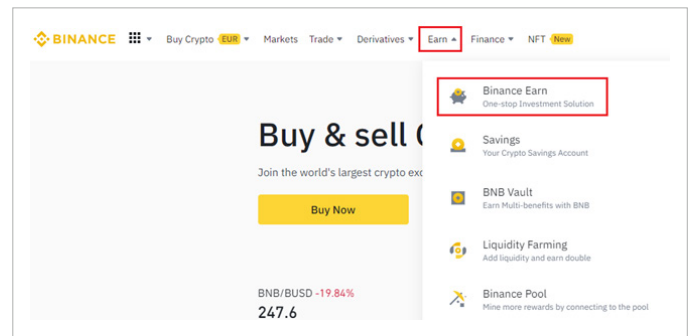 BINANCE Buy Crypto EUR Markets Trade Derivatives Earn Finance NFT New
Binance Earn
One-stop Investment Solution
Buy & sell
Savings
Your Crypto Savings Account
Join the world's largest crypto
BNB Vault
Earn Multi-benefits with BNB
Buy Now
Liquidity Farming
Add liquidity and earn double
BNB/BUSD -19.84%
247.6
Binance Pool
Mine more rewards by connecting to the pool